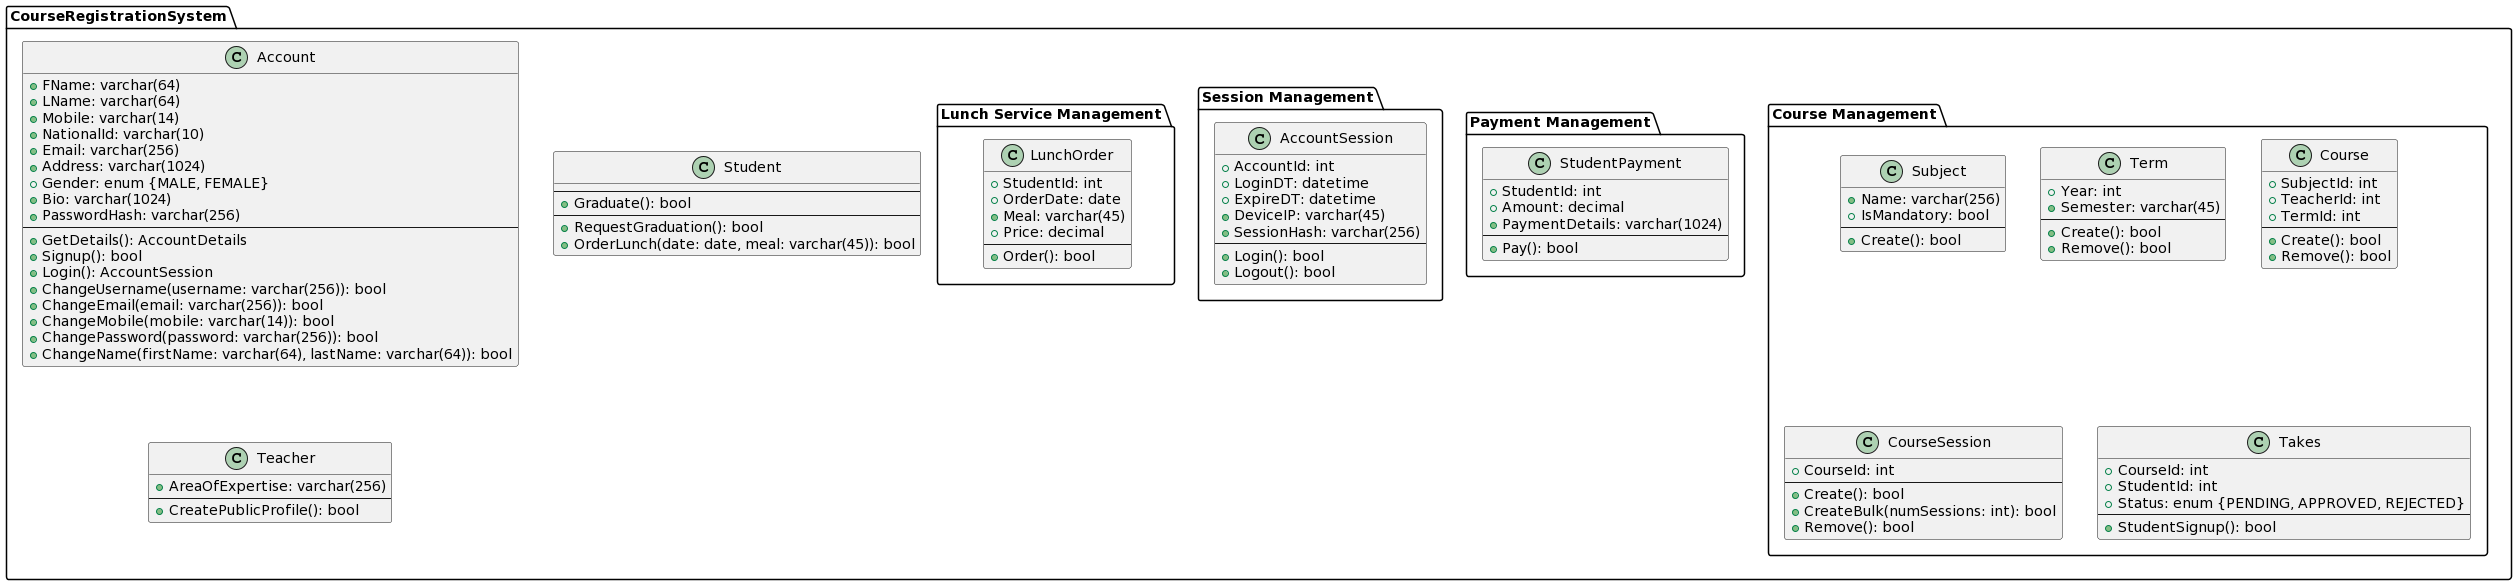 CourseRegistrationSystem
Account
FName: varchar(64)
LName: varchar(64)
Mobile: varchar(14)
NationalId: varchar(10)
Email: varchar(256)
Address: varchar(1024)
Gender: enum {MALE, FEMALE}
Bio: varchar(1024)
PasswordHash: varchar(256)
GetDetails(): AccountDetails
Signup(): bool
Login(): AccountSession
ChangeUsername(username: varchar(256)): bool
ChangeEmail(email: varchar(256)): bool
ChangeMobile(mobile: varchar(14)): bool
ChangePassword(password: varchar(256)): bool
ChangeName(firstName: varchar(64), lastName: varchar(64)): bool
Student
Graduate(): bool
RequestGraduation(): bool
OrderLunch(date: date, meal: varchar(45)): bool
Lunch Service Management
LunchOrder
StudentId: int
OrderDate: date
Meal: varchar(45)
Price: decimal
Order(): bool
Session Management
AccountSession
AccountId: int
LoginDT: datetime
ExpireDT: datetime
DeviceIP: varchar(45)
SessionHash: varchar(256)
Login(): bool
Logout(): bool
Payment Management
StudentPayment
StudentId: int
Amount: decimal
PaymentDetails: varchar(1024)
Pay(): bool
Course Management
Subject
Name: varchar(256)
IsMandatory: bool
Create(): bool
Term
Year: int
Semester: varchar(45)
Create(): bool
Remove(): bool
Course
SubjectId: int
TeacherId: int
TermId: int
Create(): bool
Remove(): bool
Teacher
AreaOfExpertise: varchar(256)
CreatePublicProfile(): bool
CourseSession
CourseId: int
Create(): bool
CreateBulk(numSessions: int): bool
Remove(): bool
Takes
CourseId: int
StudentId: int
Status: enum {PENDING, APPROVED, REJECTED}
StudentSignup(): bool